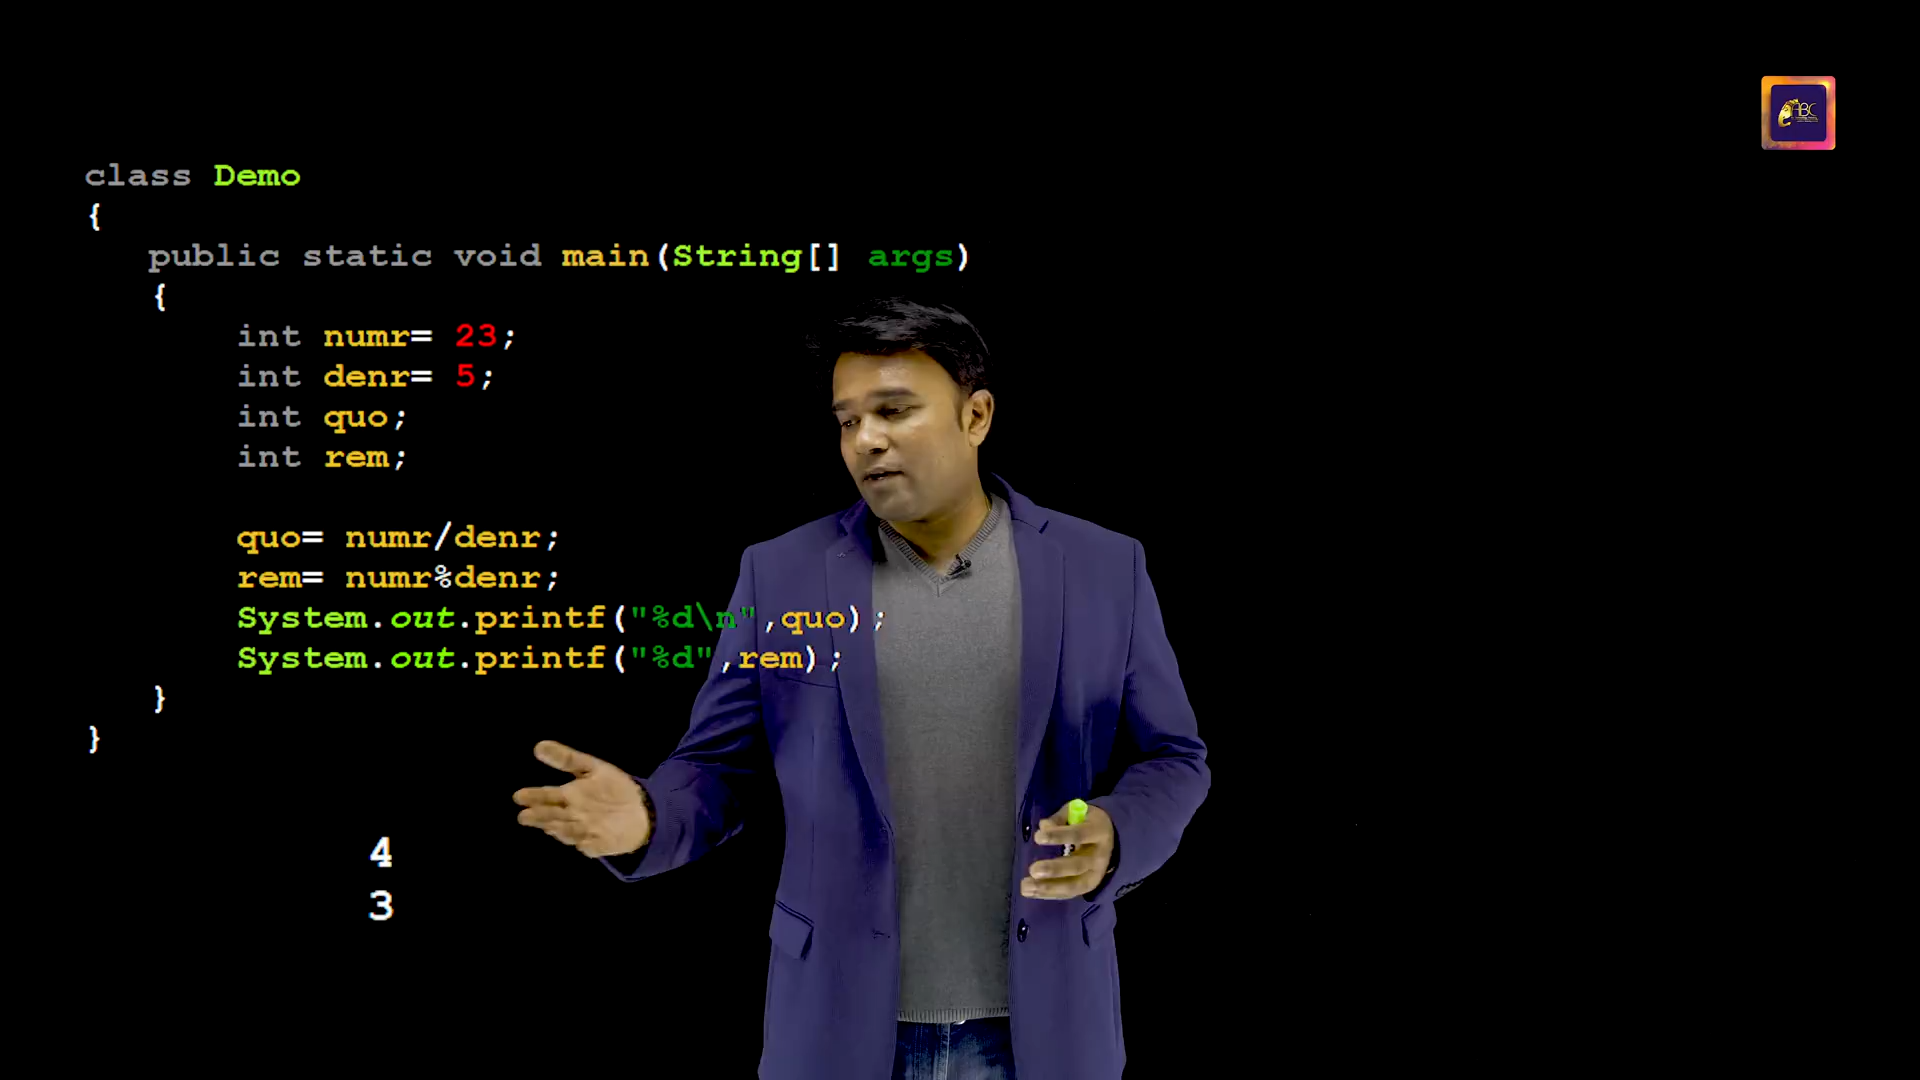 ABC
class Demo
{
public static void main(String[] args)
{
int numr= 23;
int denr= 5;
int quo;
int rem;
quo= numr/denr;
rem= numr%denr;
System.out.printf("%d\n",quo);
System.out.printf("%d",rem);
}
}
4
3